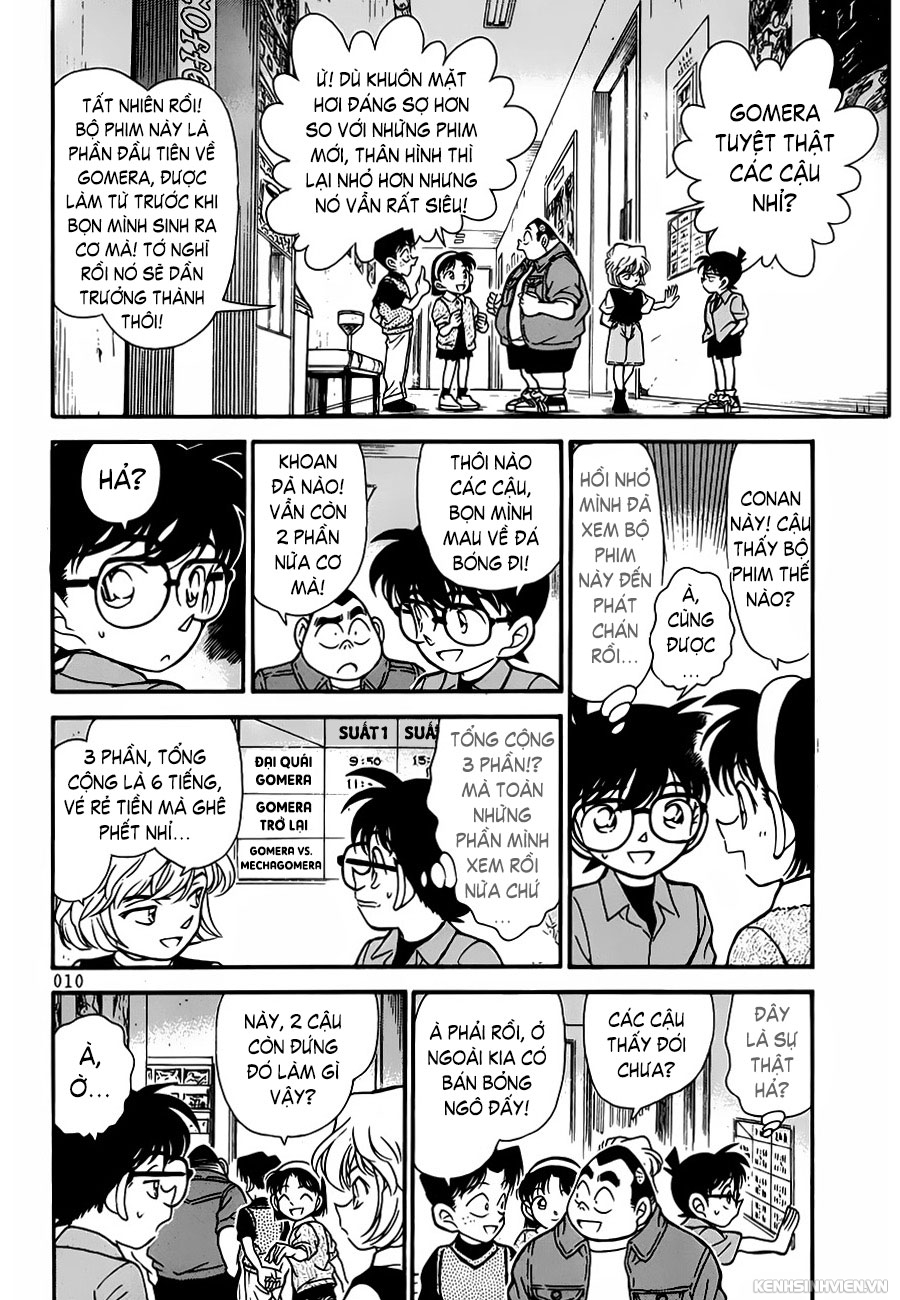 GOMERA
TUYỆT THẬT
CÁC CẬU
NHỈ?
Ừ! DÙ KHUÔN MẶT
HƠI ĐÁNG SỢ HƠN
SO VỚI NHỮNG PHIM
MỚI, THÂN HÌNH THÌ
LẠI NHỎ HƠN NHƯNG
NÓ VẪN RẤT SIÊU!
TẤT NHIÊN RỒI!
BỘ PHIM NÀY LÀ
PHẦN ĐẦU TIÊN VỀ
GOMERA, ĐƯỢC
LÀM TỪ TRƯỚC KHI
BỌN MÌNH SINH RA
CƠ MÀ! TỚ NGHĨ
RỒI NÓ SẼ DẦN
TRƯỞNG THÀNH
THÔI!
CONAN
NÀY! CẬU
THẤY BỘ
PHIM THẾ
NÀO?
À,
CŨNG
ĐƯỢC
...
HỒI NHỎ
MÌNH ĐÃ
XEM BỘ
PHIM
NÀY ĐẾN
PHÁT
CHÁN
RỒI...
THÔI NÀO
CÁC CẬU,
BỌN MÌNH
MAU VỀ ĐÁ
BÓNG ĐI!
KHOAN
ĐÃ NÀO!
VẪN CÒN
2 PHẦN
NỮA CƠ
MÀ!
HẢ?
TỔNG CỘNG
3 PHẦN!?
MÀ TOÀN
NHỮNG
PHẦN MÌNH
XEM RỒI
NỮA CHỨ
...
SUẤT 1
ĐẠI QUÁI
GOMERA
9:50
GOMERA
TRỞ LẠI
GOMERA VS.
MECHAGOMERA
3 PHẦN, TỔNG
CỘNG LÀ 6 TIẾNG,
VÉ RẺ TIỀN MÀ GHÊ
PHẾT NHỈ...
010
ĐÂY
LÀ SỰ
THẬT
HẢ?
CÁC CẬU
THẤY ĐÓI
CHƯA?
À PHẢI RỒI, Ở
NGOÀI KIA CÓ
BÁN BỎNG
NGÔ ĐẤY!
NÀY, 2 CẬU
CÒN ĐỨNG
ĐÓ LÀM GÌ
VẬY?
À,
Ờ...
KENHSINHVIEN.VN